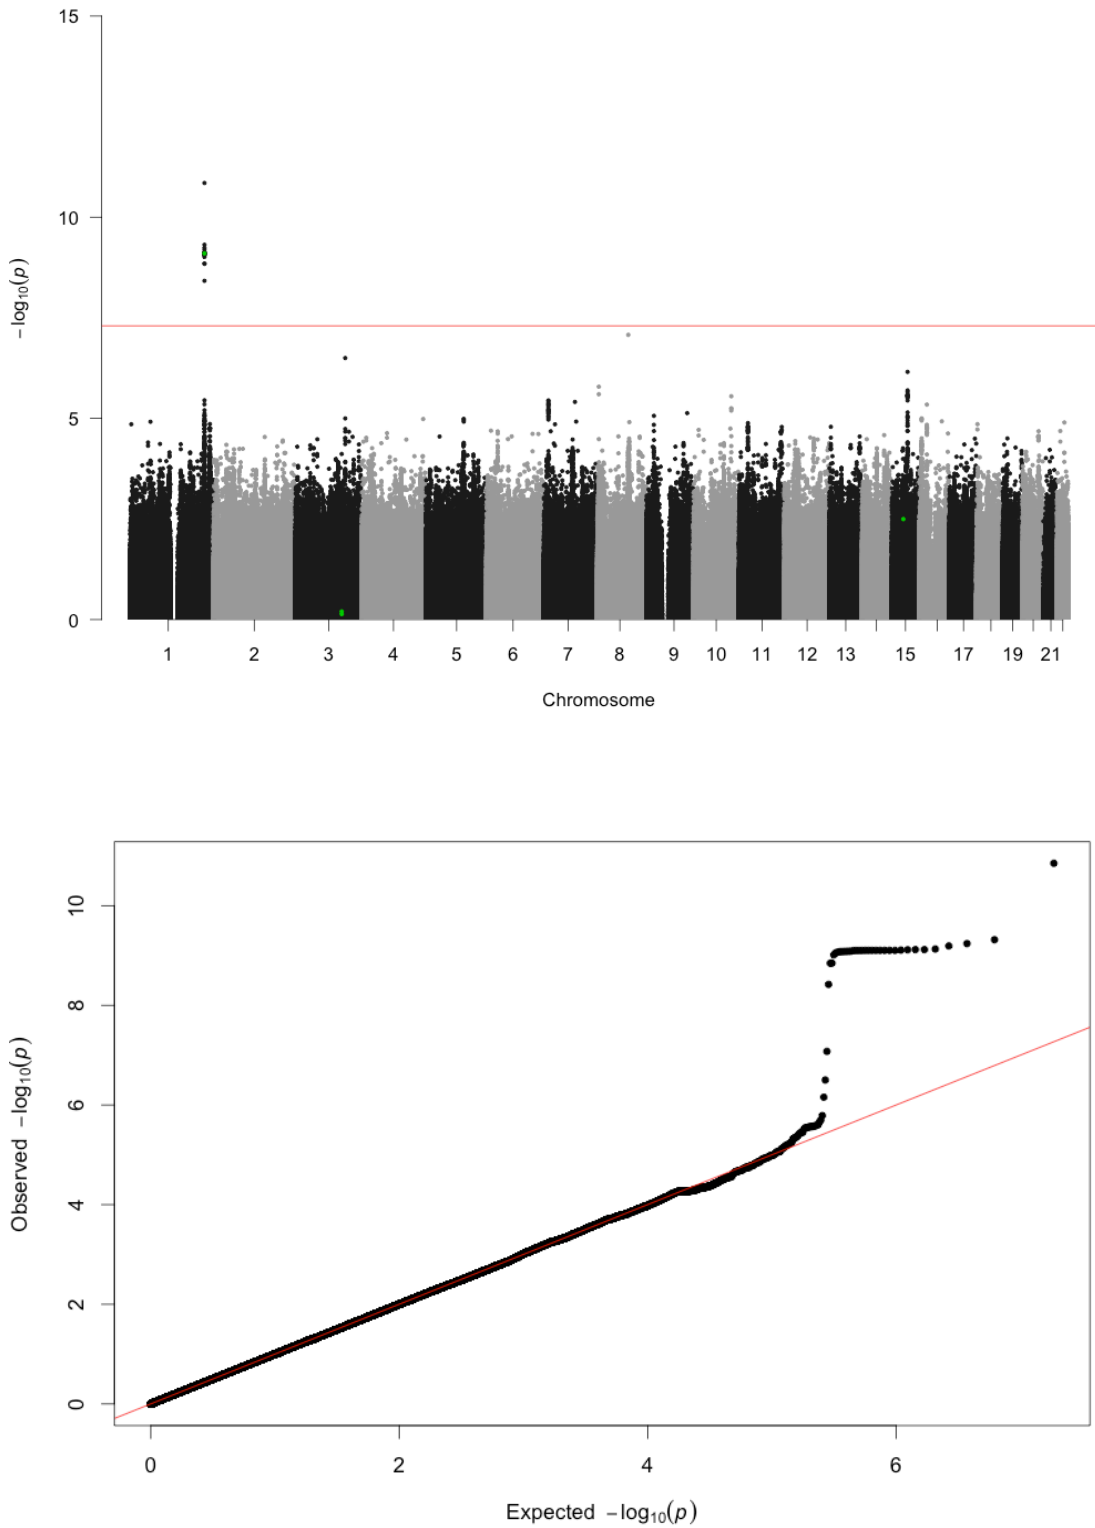 15
10
5
0
−log₁₀(p)
1 2 3 4 5 6 7 8 9 10 11 12 13 15 17 19 21
Chromosome
10
8
6
4
2
0
Observed −log₁₀(p)
0 2 4 6
Expected −log₁₀(p)